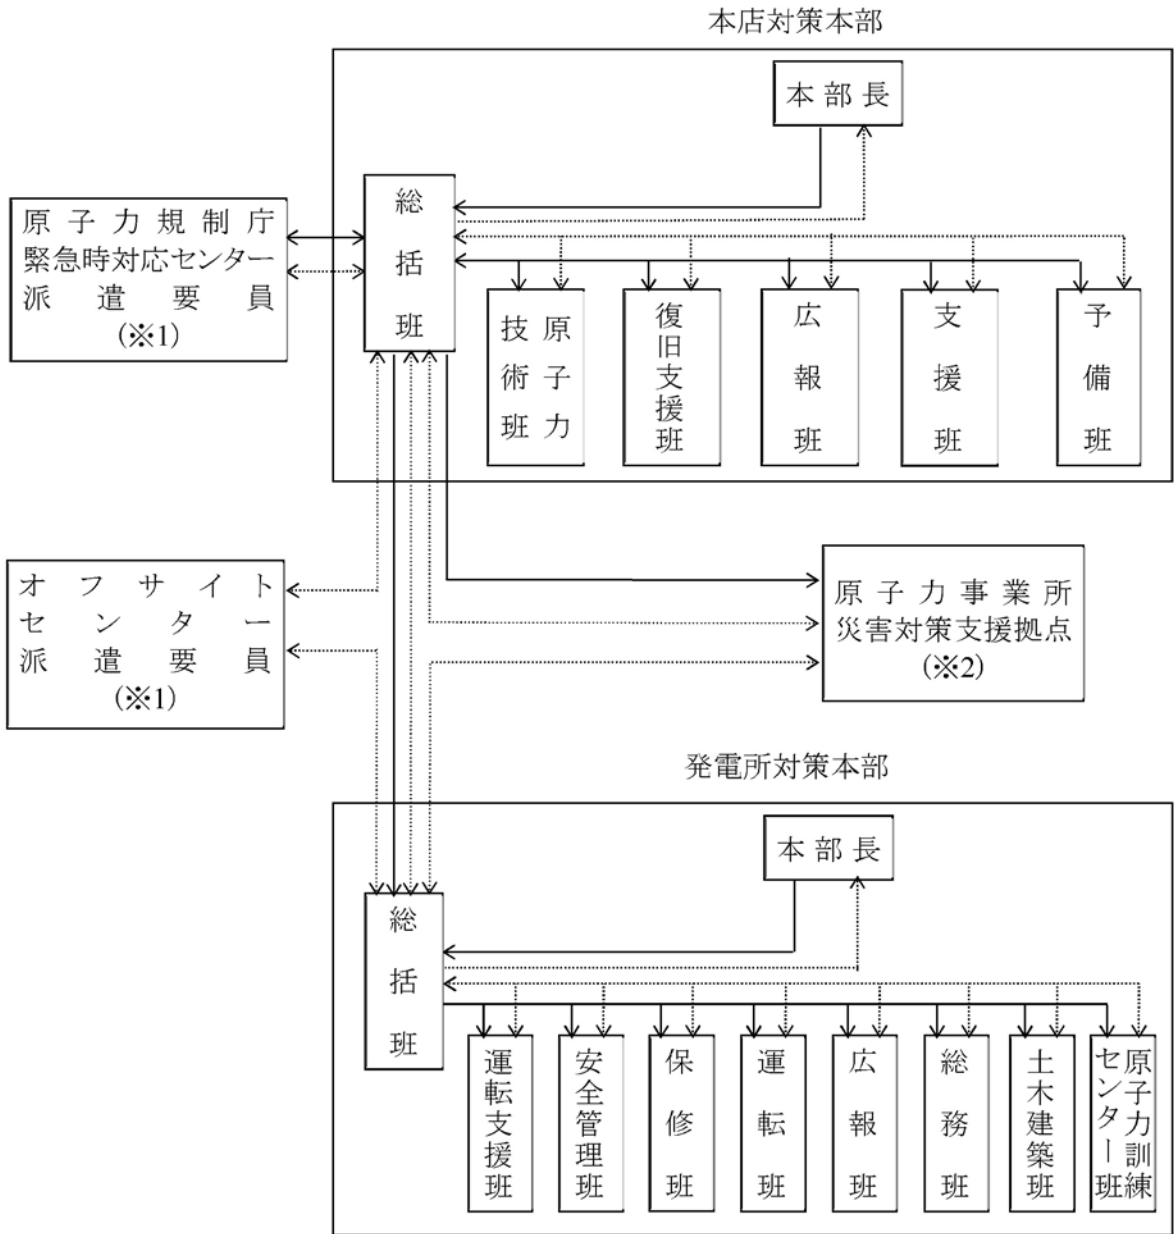 本店対策本部
本部長
総括班
原子力規制庁
緊急時対応センター
派遣要員
(※1)
原子力
技術班
復旧支援班
広報班
支援班
予備班
オフサイト
センター
派遣要員
(※1)
原子力事業所
災害対策支援拠点
(※2)
発電所対策本部
本部長
総括班
運転支援班
安全管理班
保修班
運転班
広報班
総務班
土木建築班
原子力訓練
センター班